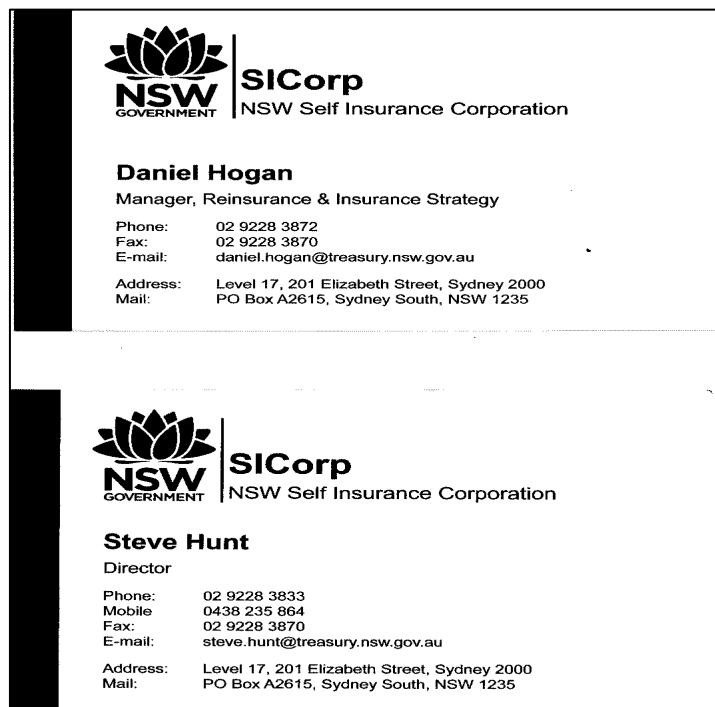 NSW
GOVERNMENT
SICorp
NSW Self Insurance Corporation
Daniel Hogan
Manager, Reinsurance & Insurance Strategy
Phone: 02 9228 3872
Fax: 02 9228 3870
E-mail: daniel.hogan@treasury.nsw.gov.au
Address: Level 17, 201 Elizabeth Street, Sydney 2000
Mail: PO Box A2615, Sydney South, NSW 1235
NSW
GOVERNMENT
SICorp
NSW Self Insurance Corporation
Steve Hunt
Director
Phone: 02 9228 3833
Mobile 0438 235 864
Fax: 02 9228 3870
E-mail: steve.hunt@treasury.nsw.gov.au
Address: Level 17, 201 Elizabeth Street, Sydney 2000
Mail: PO Box A2615, Sydney South, NSW 1235